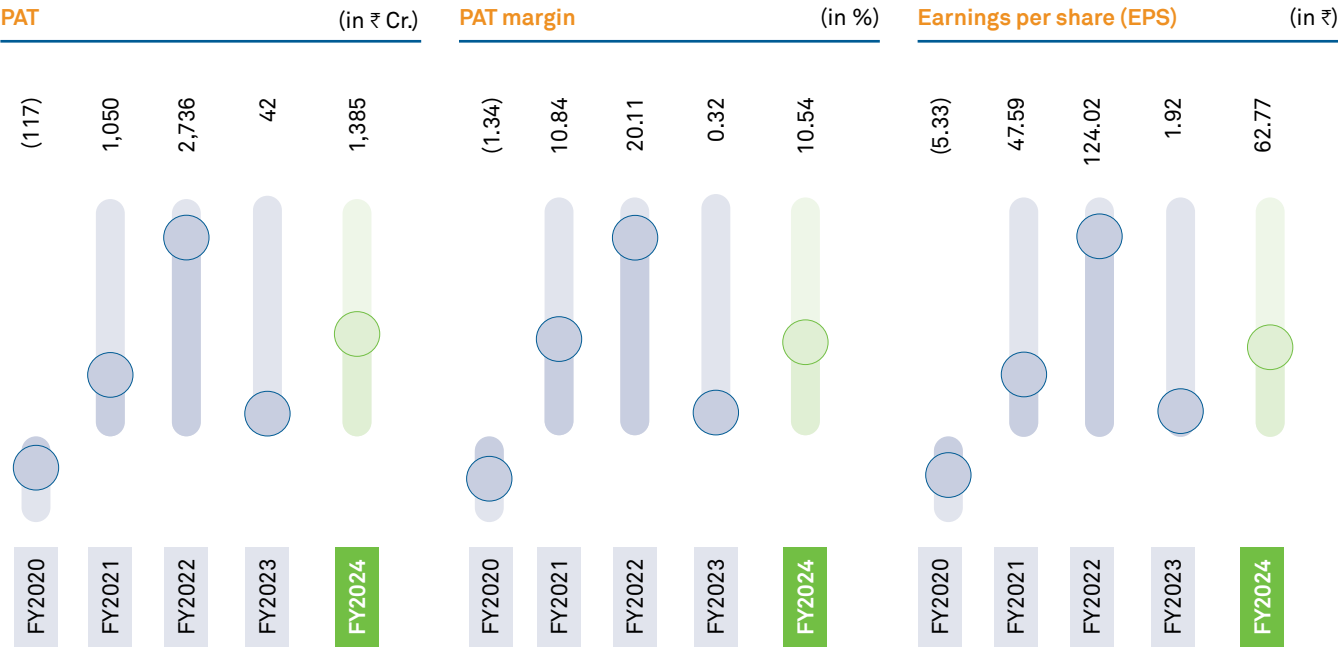 PAT (in ₹ Cr.)
(117) 1,050 2,736 42 1,385
FY2020 FY2021 FY2022 FY2023 FY2024
PAT margin (in %)
(1.34) 10.84 20.11 0.32 10.54
FY2020 FY2021 FY2022 FY2023 FY2024
Earnings per share (EPS) (in ₹)
(5.33) 47.59 124.02 1.92 62.77
FY2020 FY2021 FY2022 FY2023 FY2024